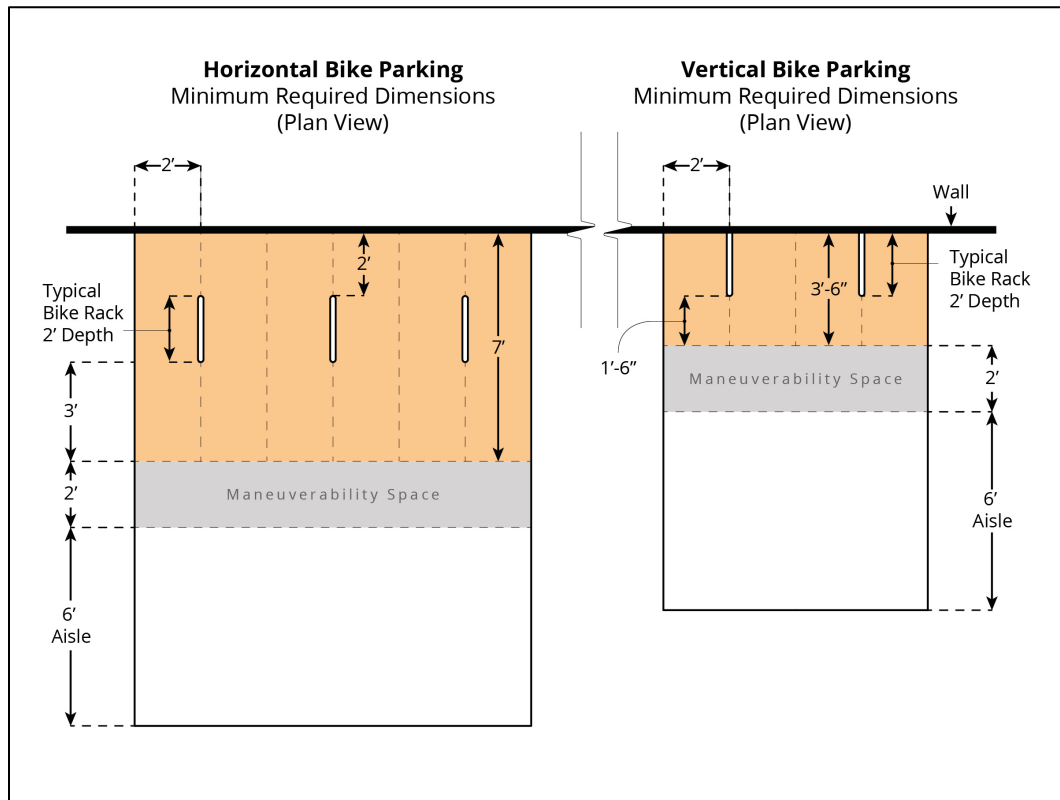 Horizontal Bike Parking
Minimum Required Dimensions
(Plan View)
2’
2’
Typical
Bike Rack
2’ Depth
7’
3’
2’
Maneuverability Space
6’
Aisle
Vertical Bike Parking
Minimum Required Dimensions
(Plan View)
2’
Wall
Typical
Bike Rack
2’ Depth
3’-6”
1’-6”
Maneuverability Space
2’
6’
Aisle